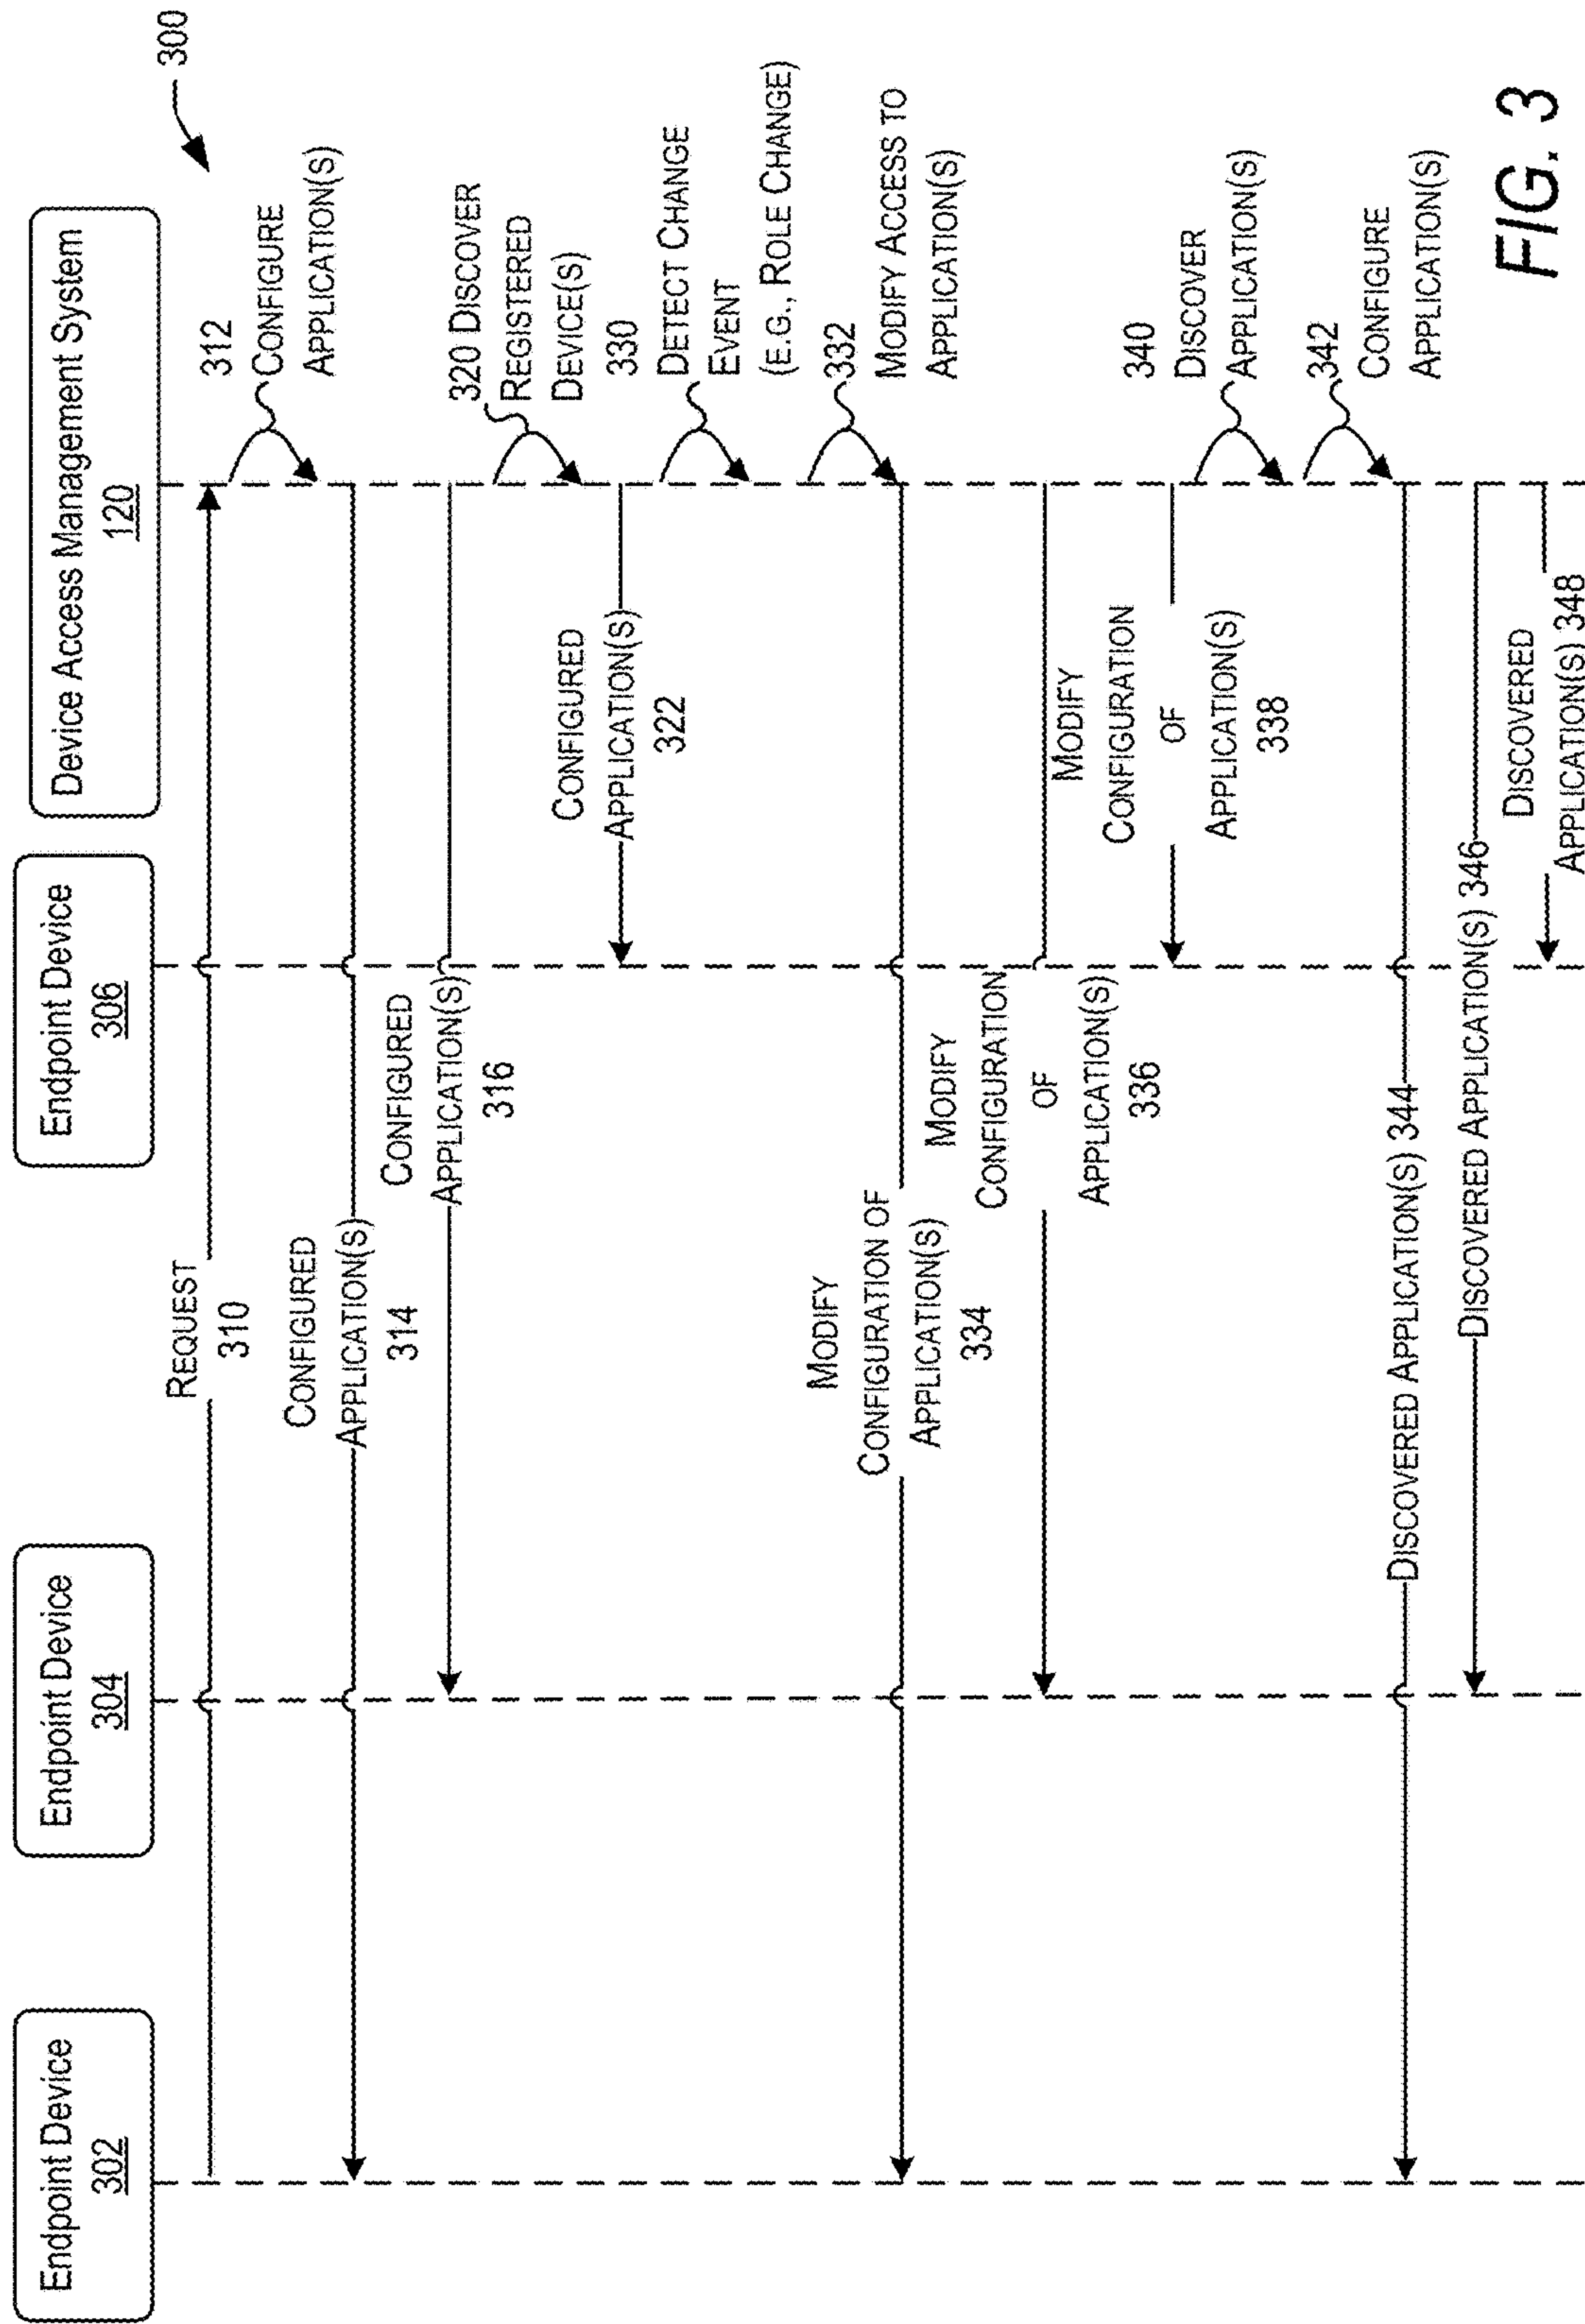 Endpoint Device
302
Endpoint Device
304
Endpoint Device
306
Device Access Management System
120
300
REQUEST
310
312
CONFIGURE
APPLICATION(S)
CONFIGURED
APPLICATION(S)
314
CONFIGURED
APPLICATION(S)
316
320 DISCOVER
REGISTERED
DEVICE(S)
CONFIGURED
APPLICATION(S)
322
330
DETECT CHANGE
EVENT
(E.G., ROLE CHANGE)
332
MODIFY ACCESS TO
APPLICATION(S)
MODIFY
CONFIGURATION OF
APPLICATION(S)
334
MODIFY
CONFIGURATION
OF
APPLICATION(S)
336
MODIFY
CONFIGURATION
OF
APPLICATION(S)
338
340
DISCOVER
APPLICATION(S)
342
CONFIGURE
APPLICATION(S)
DISCOVERED APPLICATION(S) 344
DISCOVERED APPLICATION(S) 346
DISCOVERED
APPLICATION(S) 348
FIG. 3